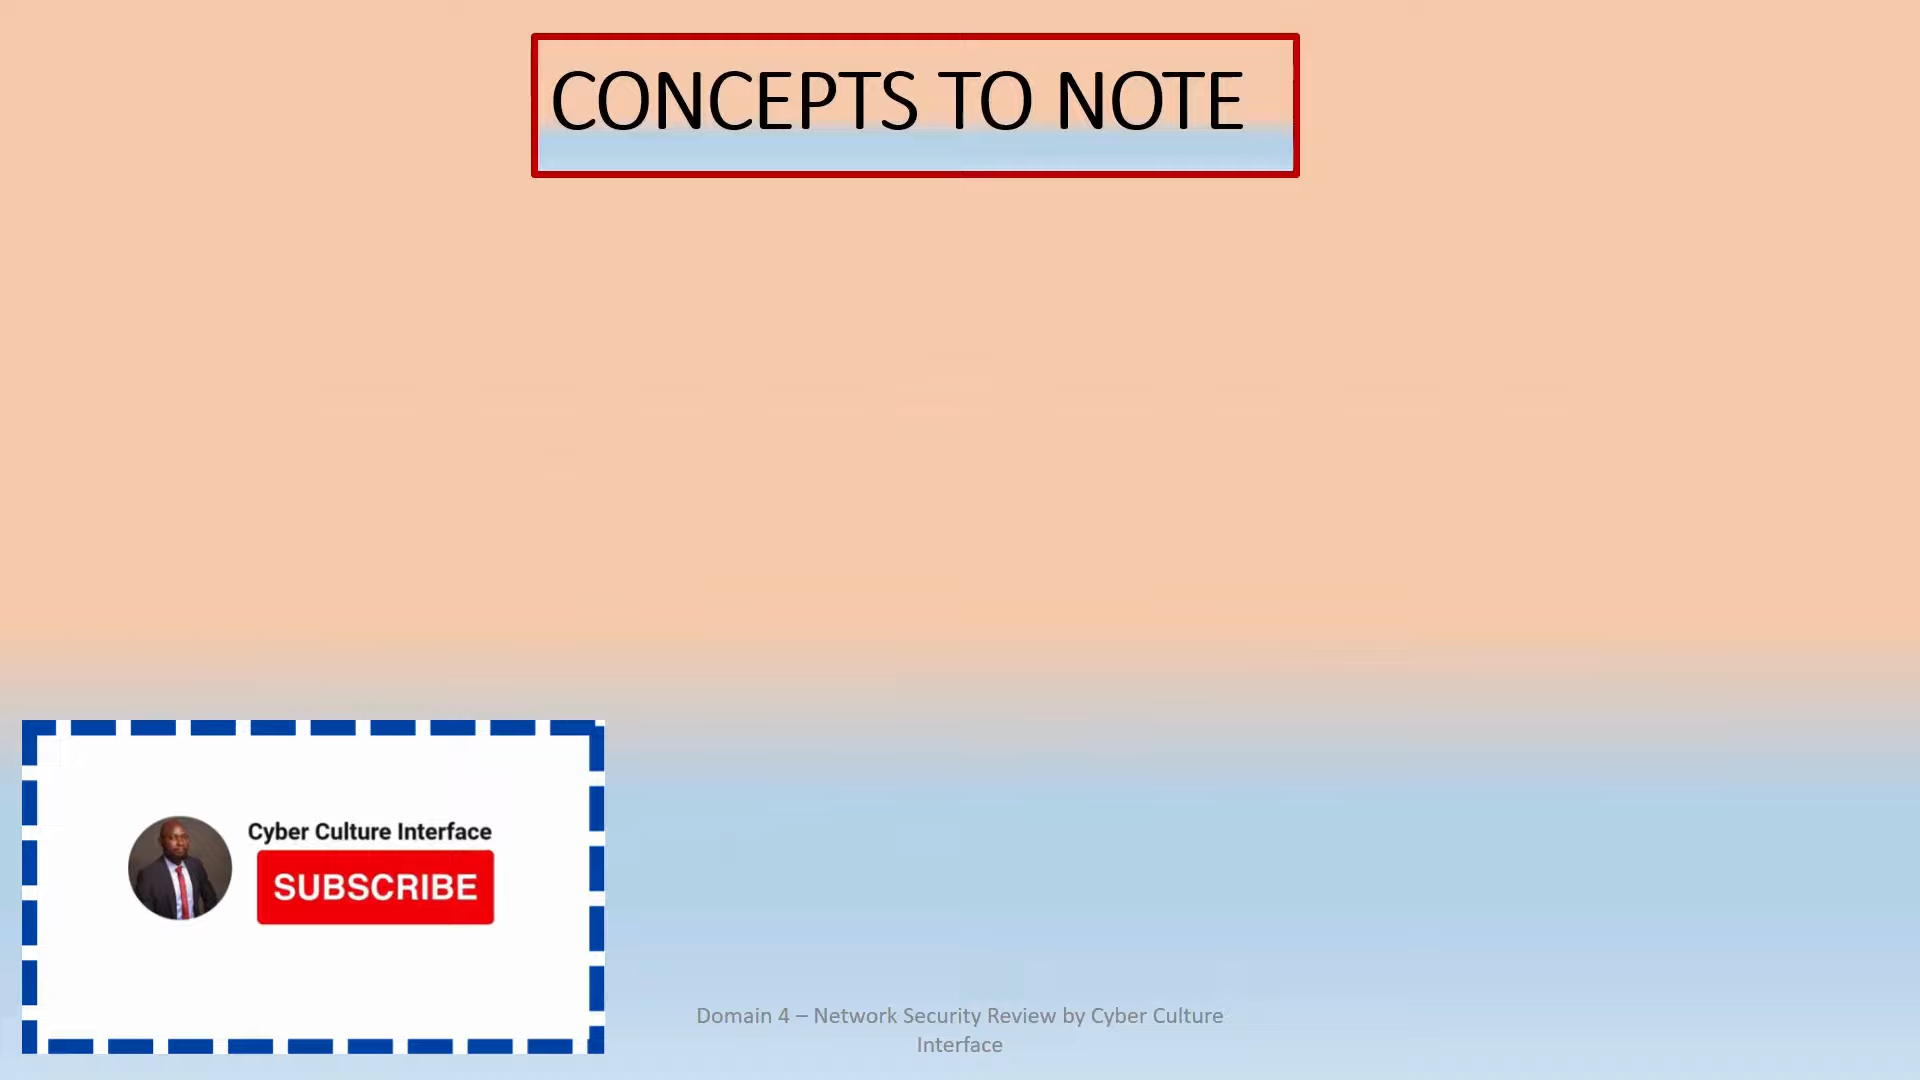 CONCEPTS TO NOTE
Cyber Culture Interface
SUBSCRIBE
Domain 4 – Network Security Review by Cyber Culture
Interface